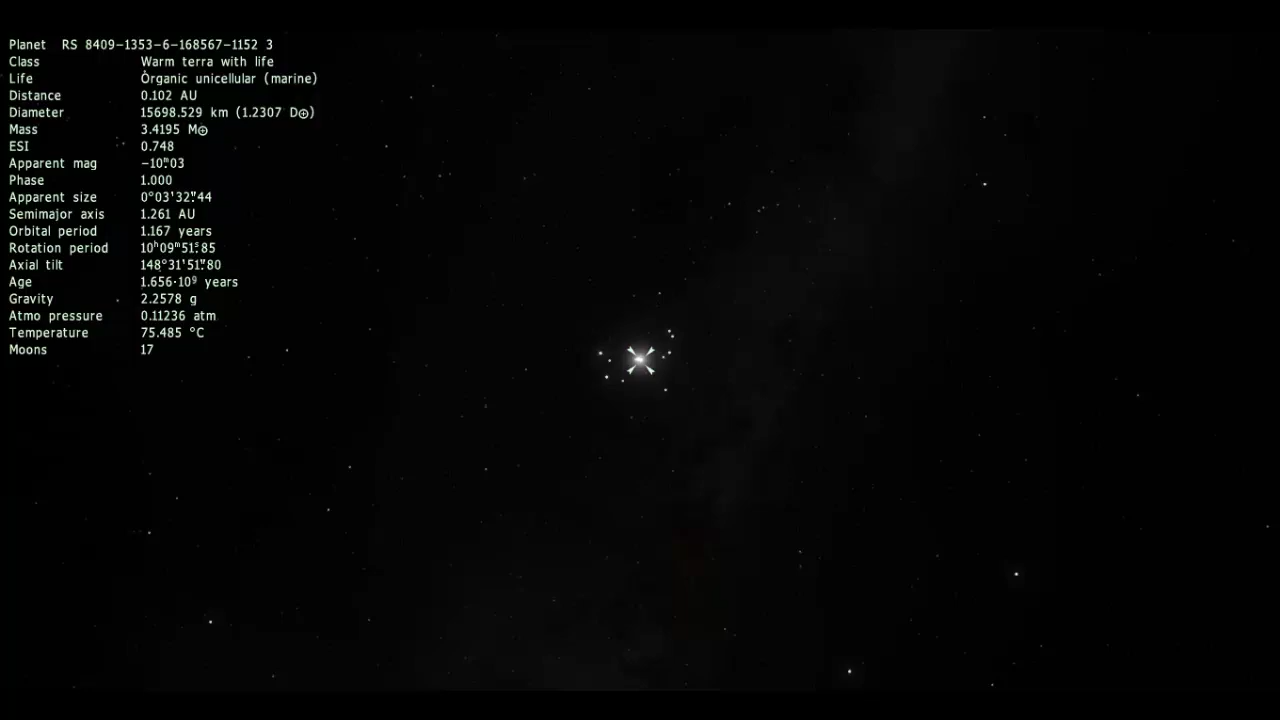 Planet RS 8409-1353-6-168567-1152 3
Class Warm terra with life
Life Organic unicellular (marine)
Distance 0.102 AU
Diameter 15698.529 km (1.2307 D⊕)
Mass 3.4195 M⊕
ESI 0.748
Apparent mag −10ᵐ.03
Phase 1.000
Apparent size 0°03'32".44
Semimajor axis 1.261 AU
Orbital period 1.167 years
Rotation period 10ʰ09ᵐ51ˢ.85
Axial tilt 148°31'51".80
Age 1.656·10⁹ years
Gravity 2.2578 g
Atmo pressure 0.11236 atm
Temperature 75.485 °C
Moons 17